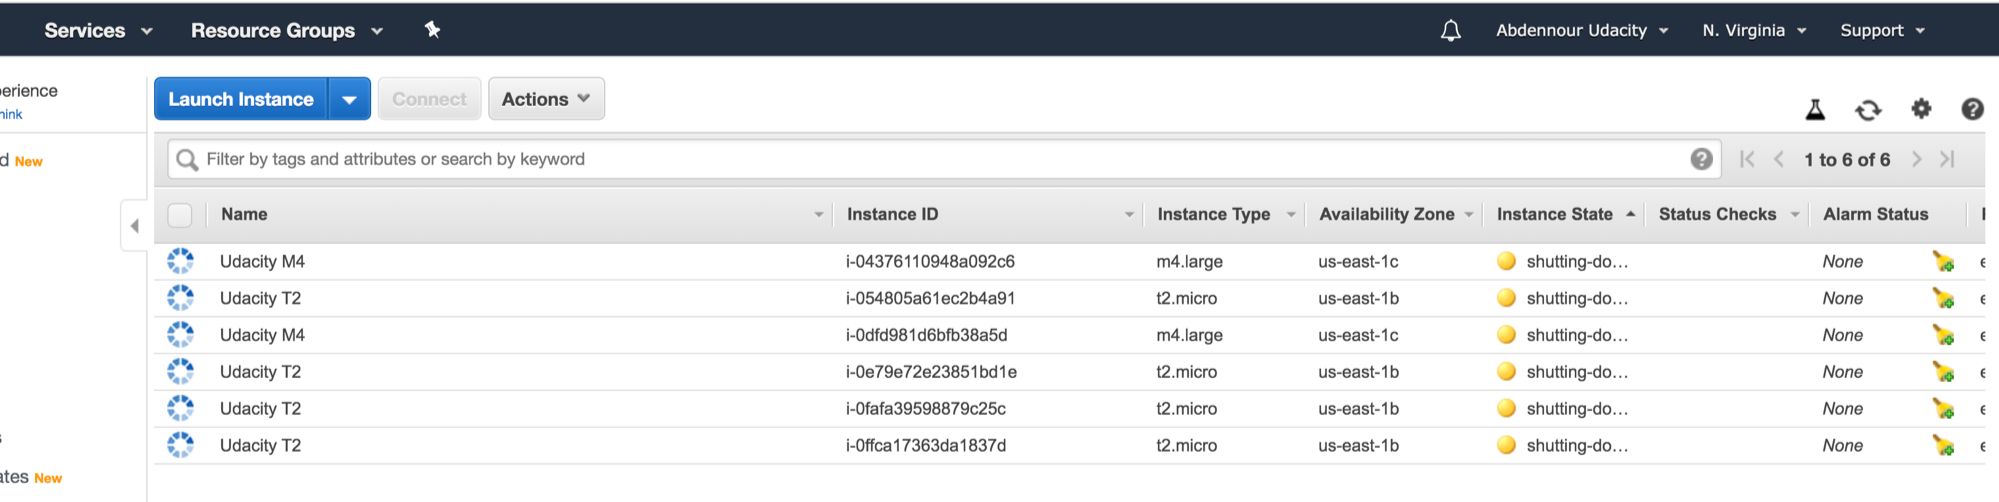 Services Resource Groups Abdennour Udacity N. Virginia Support
erience
hink
Launch Instance Connect Actions
d New
Filter by tags and attributes or search by keyword 1 to 6 of 6
Name Instance ID Instance Type Availability Zone Instance State Status Checks Alarm Status
Udacity M4 i-04376110948a092c6 m4.large us-east-1c shutting-do... None
Udacity T2 i-054805a61ec2b4a91 t2.micro us-east-1b shutting-do... None
Udacity M4 i-0dfd981d6bfb38a5d m4.large us-east-1c shutting-do... None
Udacity T2 i-0e79e72e23851bd1e t2.micro us-east-1b shutting-do... None
Udacity T2 i-0fafa39598879c25c t2.micro us-east-1b shutting-do... None
Udacity T2 i-0ffca17363da1837d t2.micro us-east-1b shutting-do... None
ates New